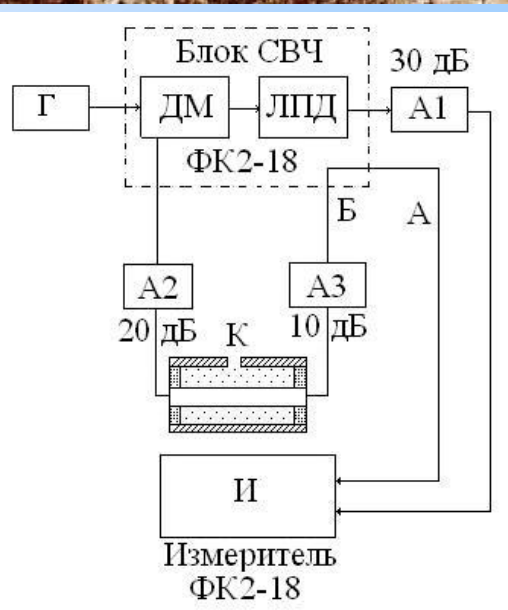 Блок СВЧ
30 дБ
Г
ДМ
ЛПД
А1
ФК2-18
Б
А
А2
А3
20 дБ
10 дБ
К
И
Измеритель
ФК2-18